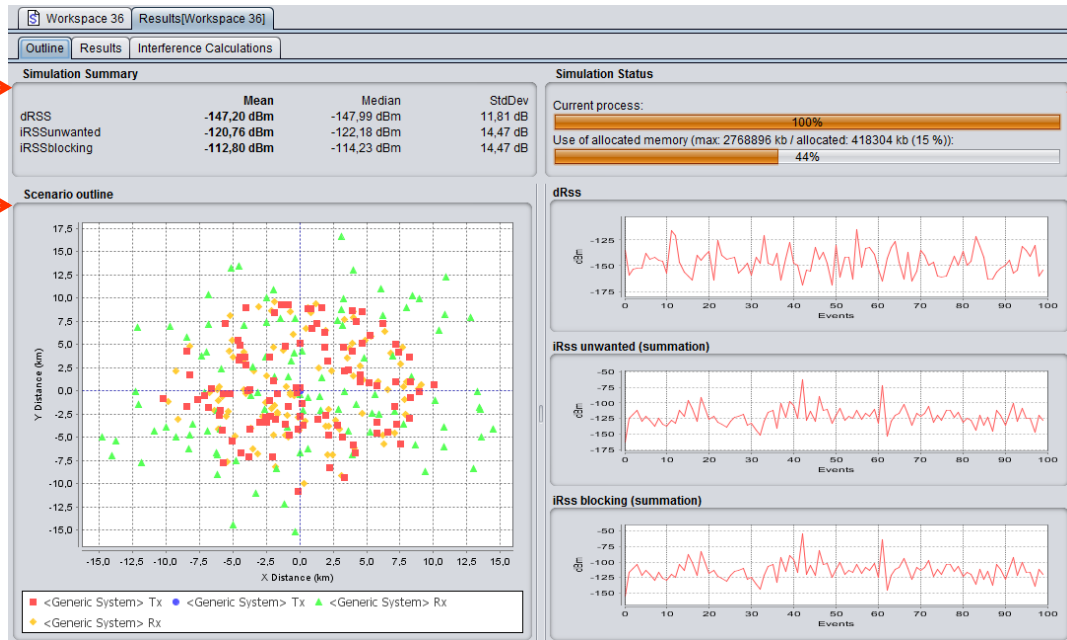 Workspace 36 Results[Workspace 36]
Outline Results Interference Calculations
Simulation Summary
Mean Median StdDev
dRSS -147,20 dBm -147,99 dBm 11,81 dB
iRSSunwanted -120,76 dBm -122,18 dBm 14,47 dB
iRSSblocking -112,80 dBm -114,23 dBm 14,47 dB
Simulation Status
Current process:
100%
Use of allocated memory (max: 2768896 kb / allocated: 418304 kb (15 %)):
44%
Scenario outline
Y Distance (km)
17,5
15,0
12,5
10,0
7,5
5,0
2,5
0,0
-2,5
-5,0
-7,5
-10,0
-12,5
-15,0
-15,0 -12,5 -10,0 -7,5 -5,0 -2,5 0,0 2,5 5,0 7,5 10,0 12,5 15,0
X Distance (km)
<Generic System> Tx <Generic System> Tx <Generic System> Rx
<Generic System> Rx
dRss
dBm
-125
-150
-175
0 10 20 30 40 50 60 70 80 90 100
Events
iRss unwanted (summation)
dBm
-50
-75
-100
-125
-150
-175
0 10 20 30 40 50 60 70 80 90 100
Events
iRss blocking (summation)
dBm
-50
-75
-100
-125
-150
0 10 20 30 40 50 60 70 80 90 100
Events